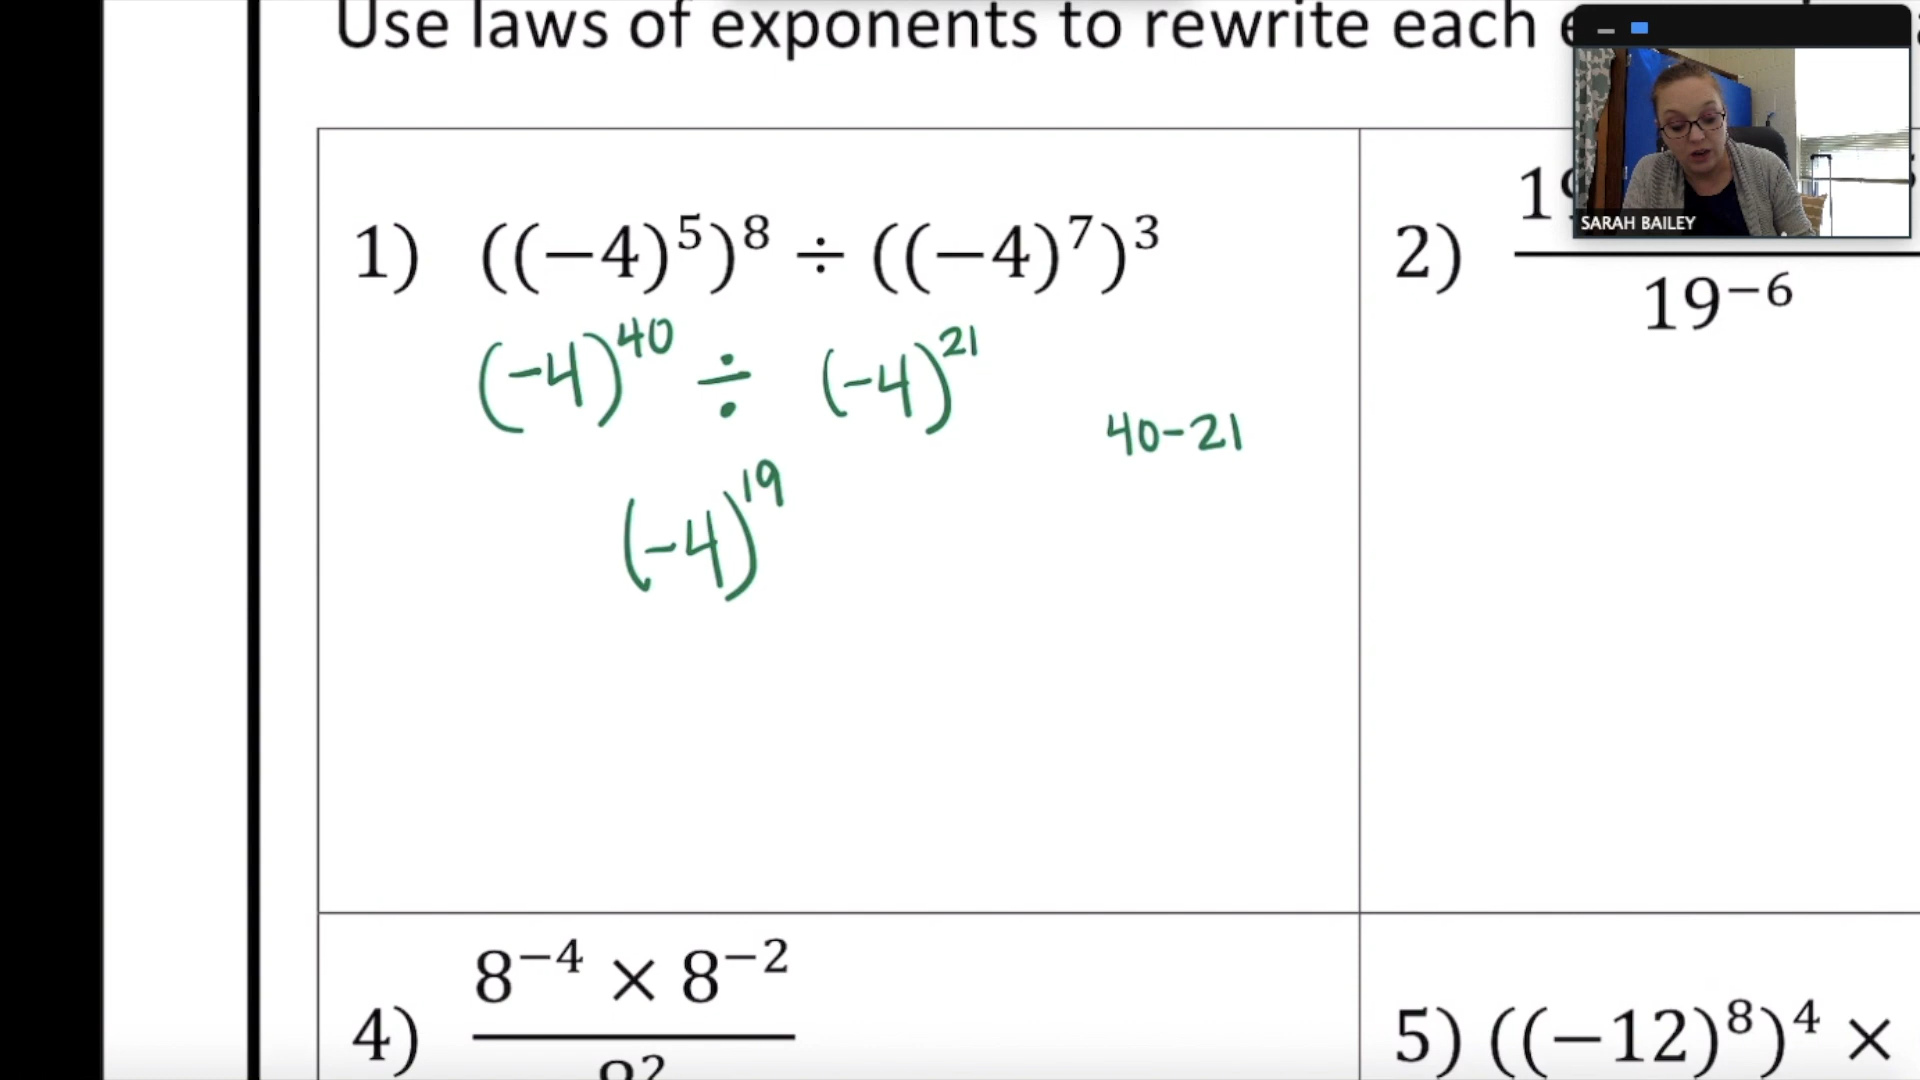 Use laws of exponents to rewrite each
SARAH BAILEY
1) ((−4)⁵)⁸ ÷ ((−4)⁷)³
(-4)⁴⁰ ÷ (-4)²¹
40-21
(-4)¹⁹
2)
19⁻⁶
4) 8⁻⁴ × 8⁻²
5) ((−12)⁸)⁴ ×